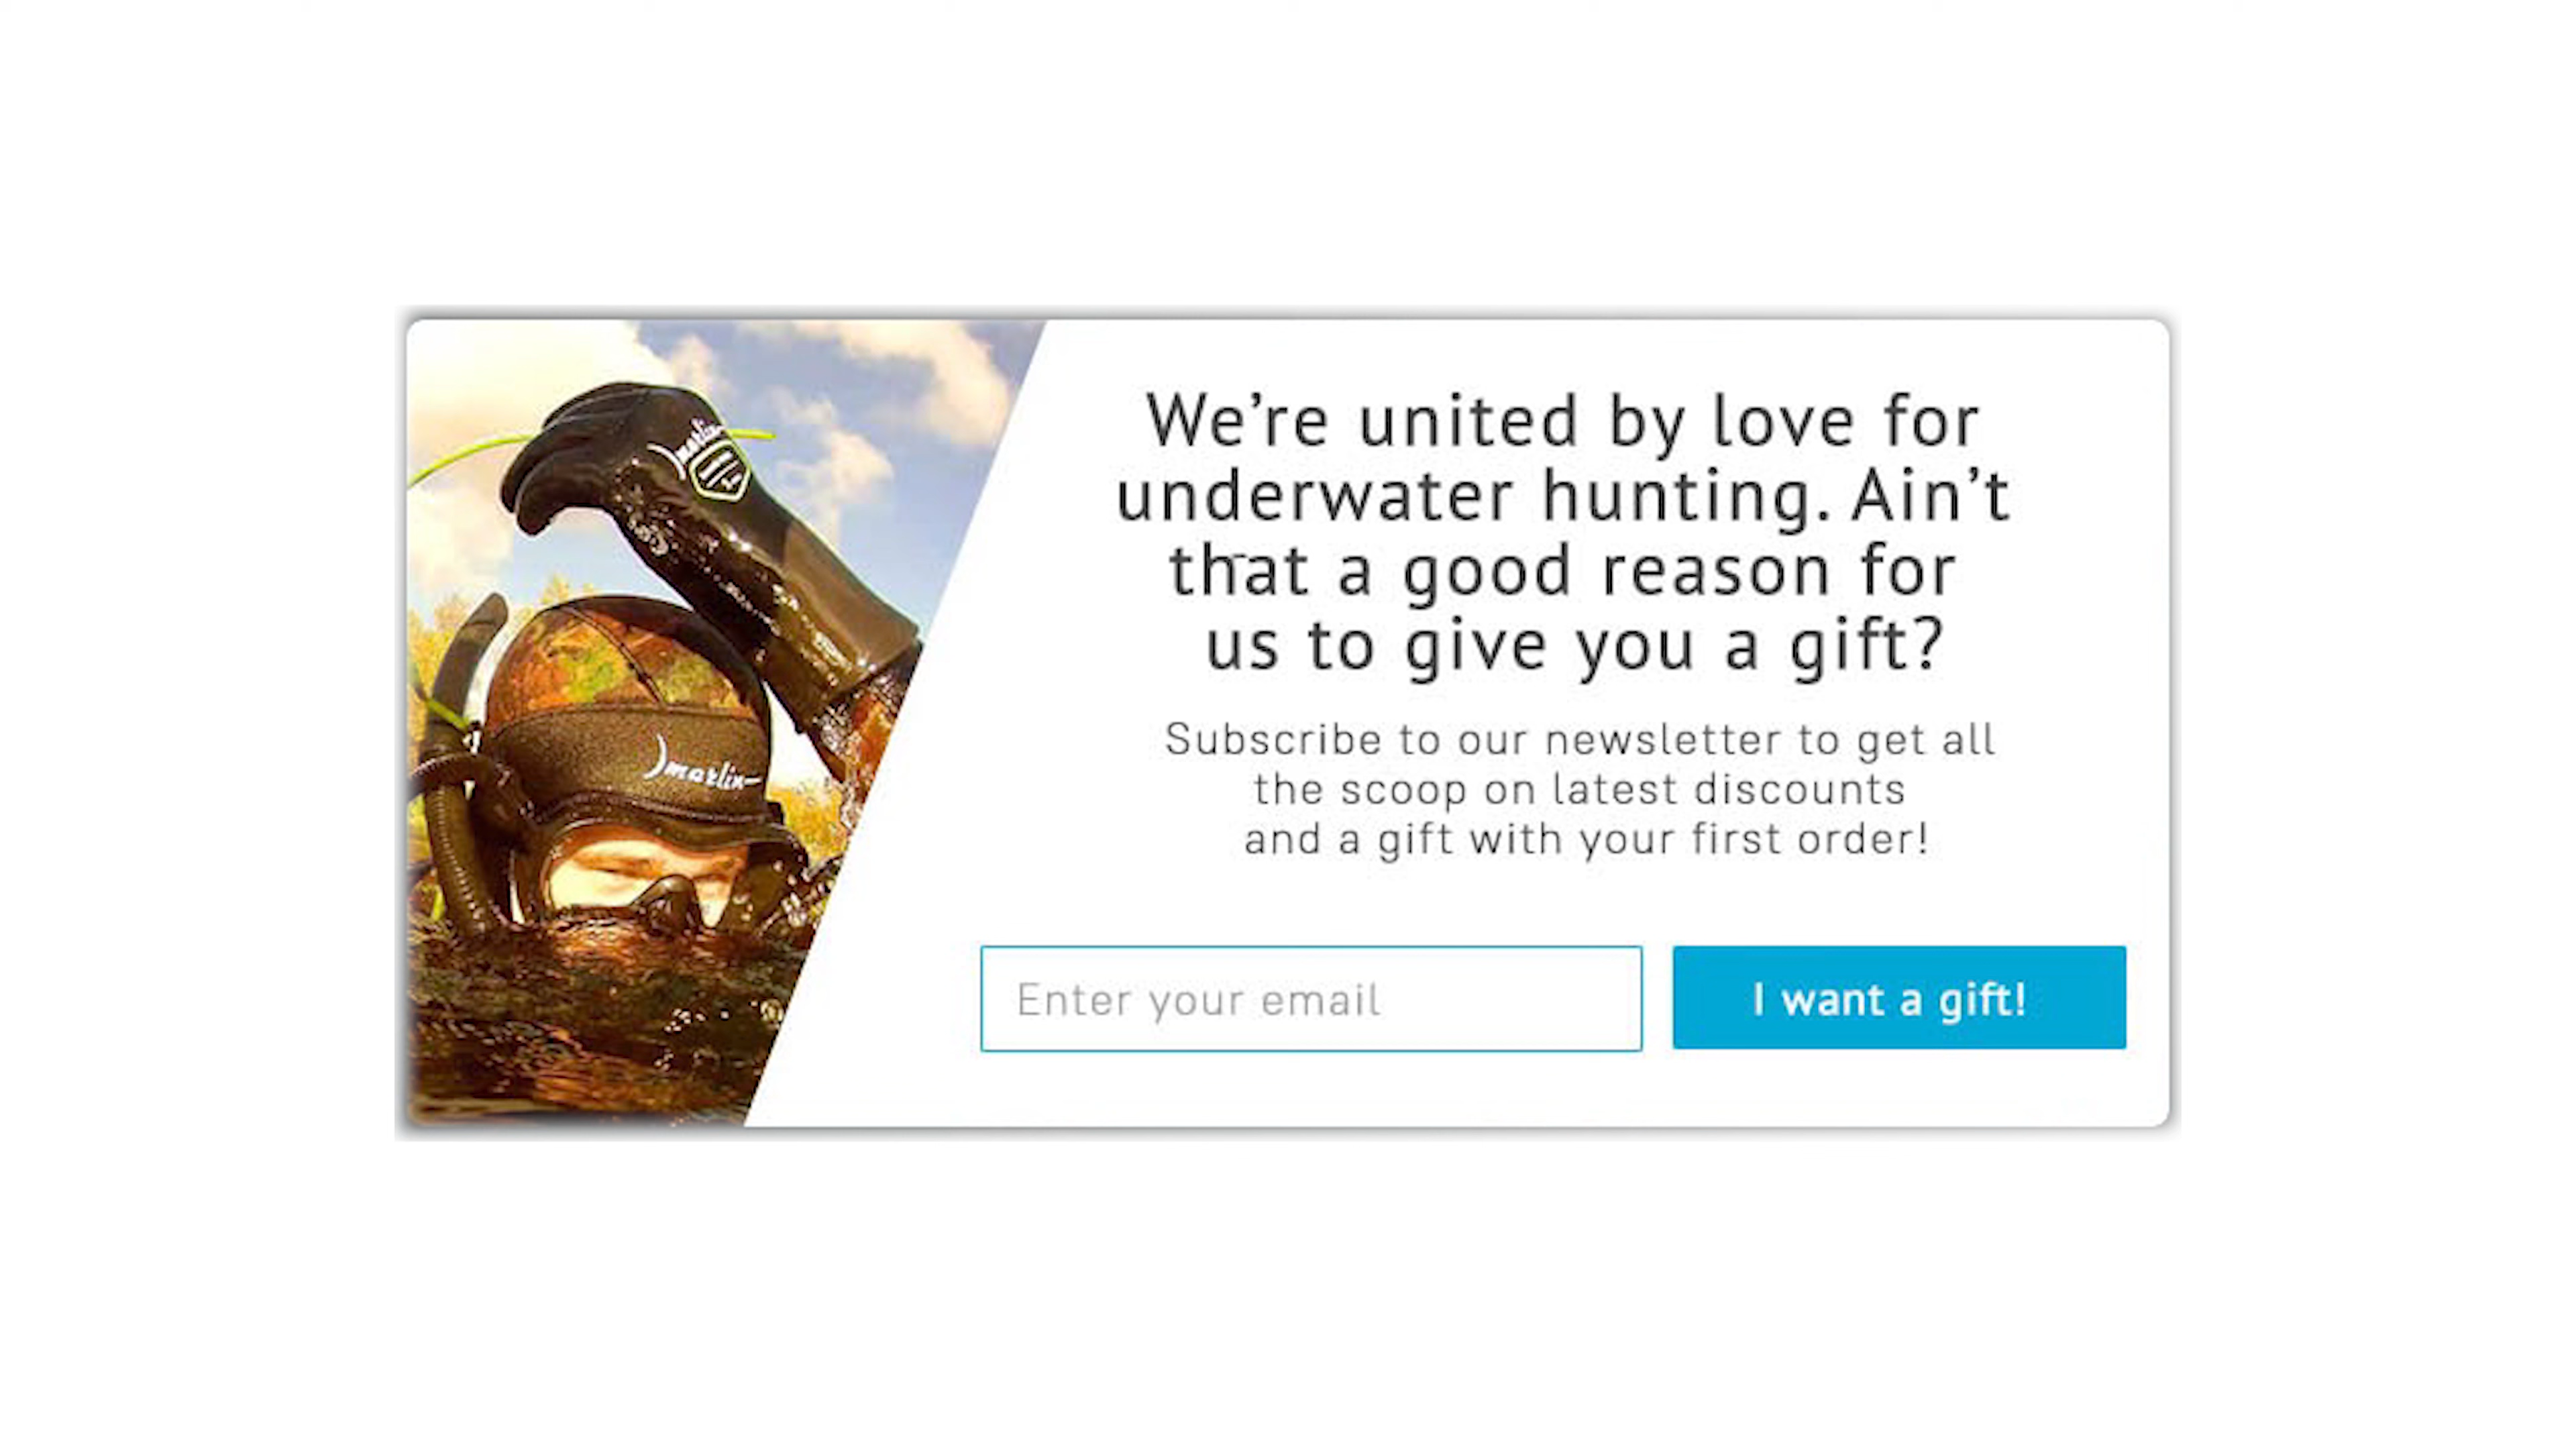 We’re united by love for
underwater hunting. Ain’t
that a good reason for
us to give you a gift?
Subscribe to our newsletter to get all
the scoop on latest discounts
and a gift with your first order!
Enter your email
I want a gift!
marlin
marlin